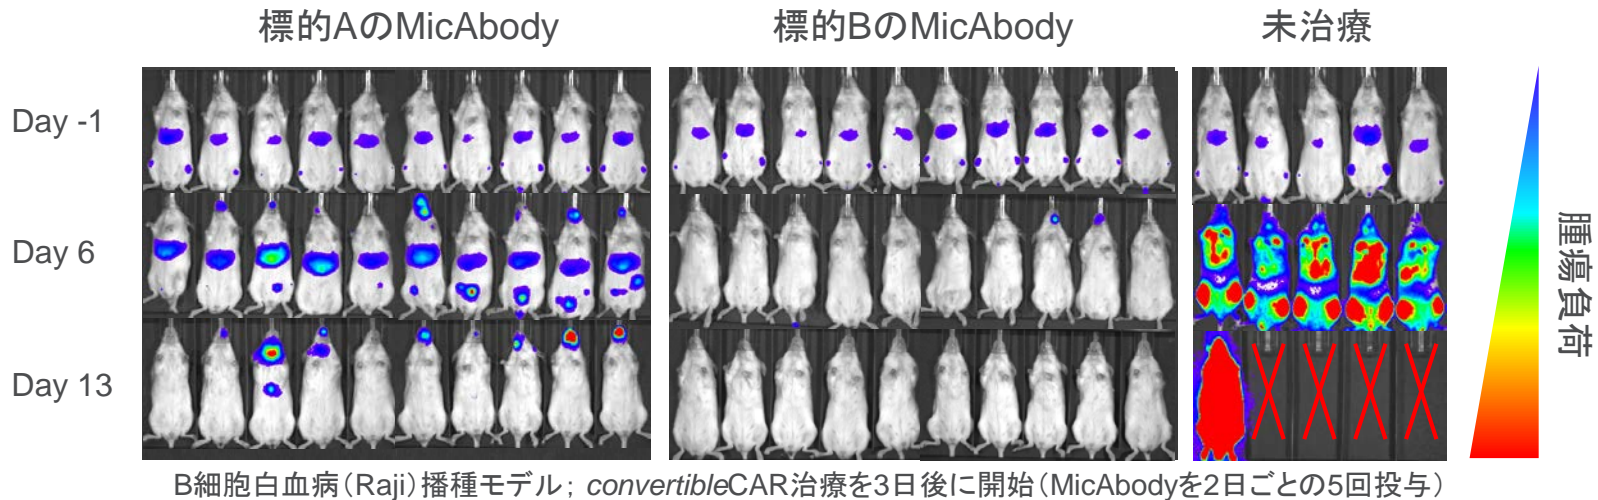 標的AのMicAbody
標的BのMicAbody
未治療
Day -1
Day 6
Day 13
腫瘍負荷
B細胞白血病(Raji)播種モデル; convertibleCAR治療を3日後に開始(MicAbodyを2日ごとの5回投与)